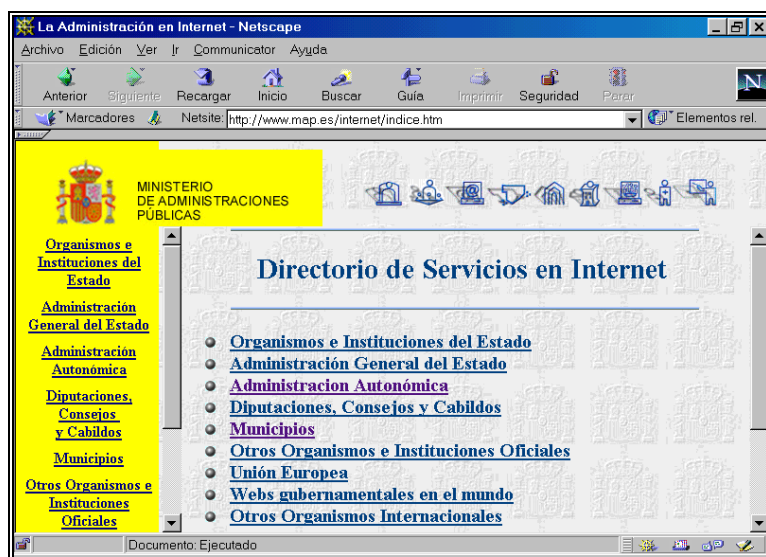 La Administración en Internet - Netscape
Archivo Edición Ver Ir Communicator Ayuda
Anterior Siguiente Recargar Inicio Buscar Guía Imprimir Seguridad Parar
N
Marcadores Netsite: http://www.map.es/internet/indice.htm Elementos rel.
MINISTERIO
DE ADMINISTRACIONES
PÚBLICAS
Organismos e
Instituciones del
Estado
Administración
General del Estado
Administración
Autonómica
Diputaciones,
Consejos
y Cabildos
Municipios
Otros Organismos e
Instituciones
Oficiales
Directorio de Servicios en Internet
Organismos e Instituciones del Estado
Administración General del Estado
Administracion Autonómica
Diputaciones, Consejos y Cabildos
Municipios
Otros Organismos e Instituciones Oficiales
Unión Europea
Webs gubernamentales en el mundo
Otros Organismos Internacionales
Documento: Ejecutado